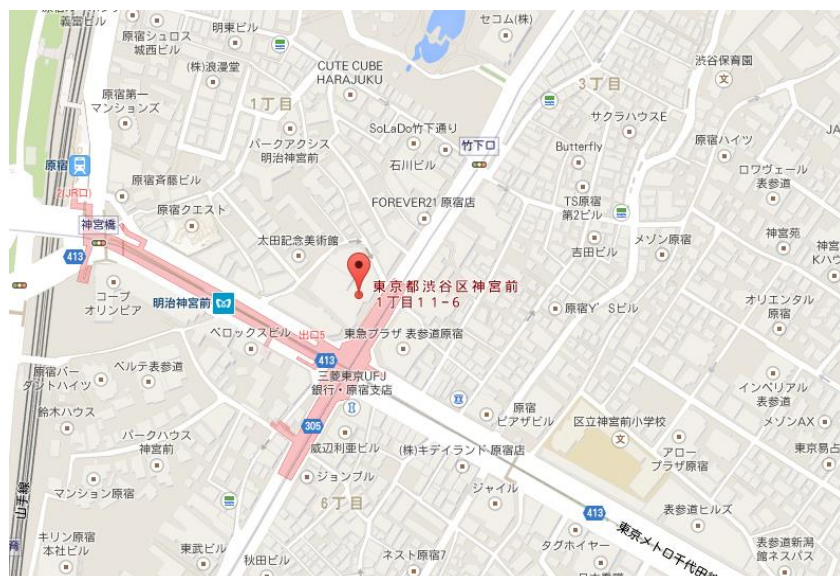 義富ビル
原宿シュロス
城西ビル
明東ビル
セコム(株)
(株)浪漫堂
CUTE CUBE
HARAJUKU
渋谷保育園
3丁目
原宿第一
マンションズ
1丁目
サクラハウスE
SoLaDo竹下通り
パークアクシス
明治神宮前
竹下口
原宿ハイツ
石川ビル
Butterfly
ロワヴェール
表参道
原宿
原宿斉藤ビル
2(JR口)
FOREVER21 原宿店
TS原宿
第2ビル
原宿クエスト
神宮橋
太田記念美術館
吉田ビル
メゾン原宿
神宮苑
413
神宮
Kハウ
コープ
オリンピア
東京都渋谷区神宮前
1丁目11-6
明治神宮前
原宿Y'Sビル
オリエンタル
原宿
ベロックスビル
出口5
東急プラザ 表参道原宿
413
ベルテ表参道
原宿パー
クントハイツ
三菱東京UFJ
銀行・原宿支店
インペリアル
表参道
鈴木ハウス
原宿
ピアザビル
区立神宮前小学校
メゾンAX
305
パークハウス
神宮前
威辺利亜ビル
(株)キデイランド 原宿店
アロー
プラザ原宿
東京易占
ジョンブル
マンション原宿
ジャイル
6丁目
413
表参道ヒルズ
山手線
キリン原宿
本社ビル
東武ビル
秋田ビル
ネスト原宿7
タグホイヤー
東京メトロ千代田線
表参道新潟
館ネスパス